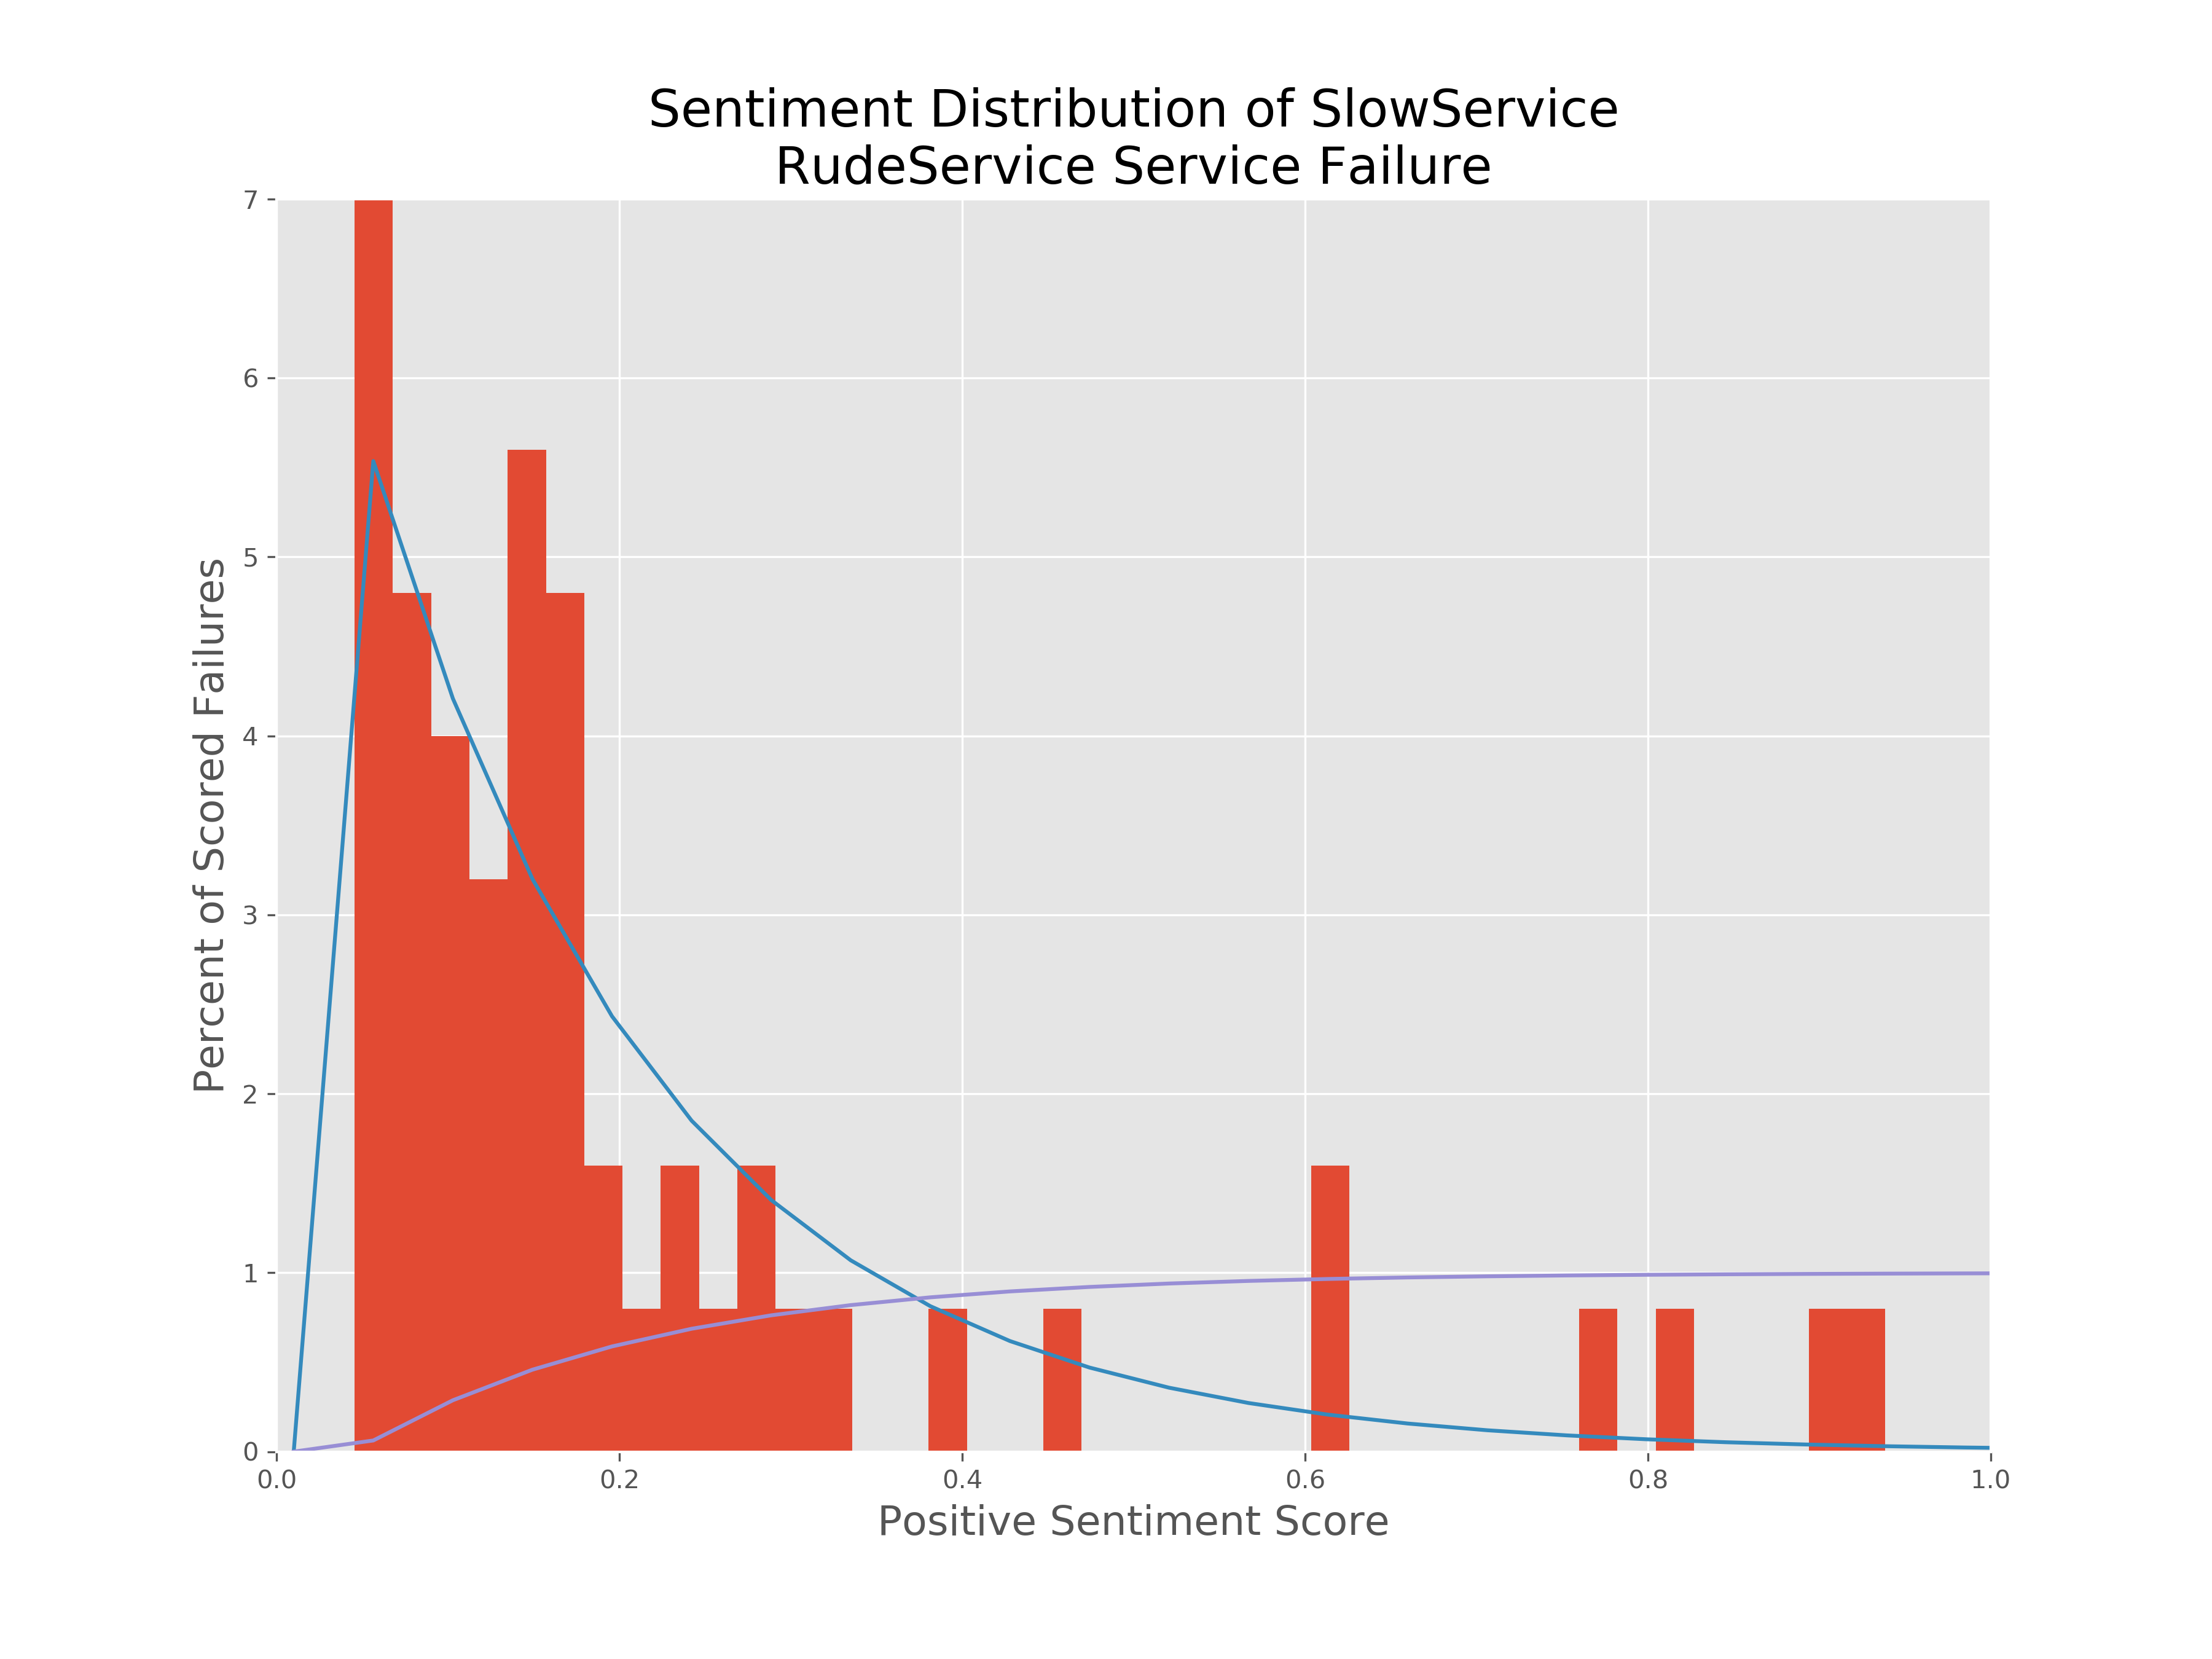 Sentiment Distribution of SlowService
RudeService Service Failure
Percent of Scored Failures
7
6
5
4
3
2
1
0
0.0 0.2 0.4 0.6 0.8 1.0
Positive Sentiment Score